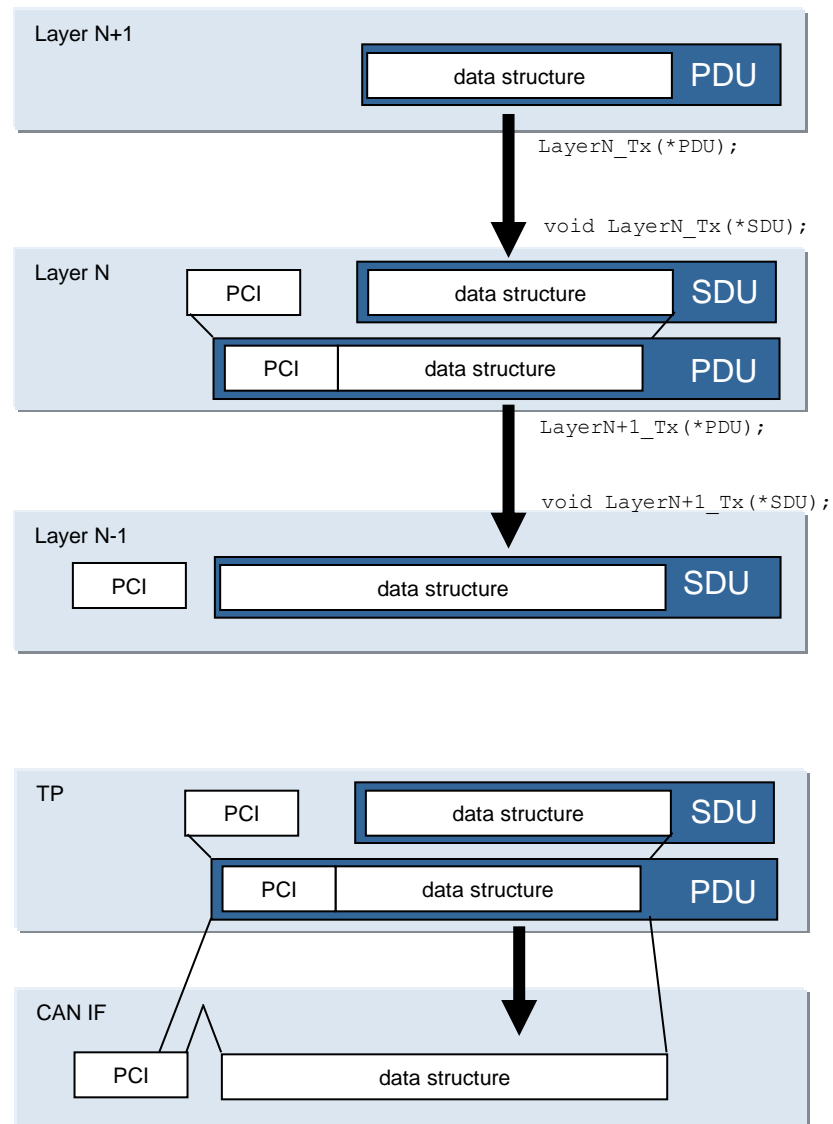 Layer N+1
data structure PDU
LayerN_Tx(*PDU);
void LayerN_Tx(*SDU);
Layer N
PCI data structure SDU
PCI data structure PDU
LayerN+1_Tx(*PDU);
void LayerN+1_Tx(*SDU);
Layer N-1
PCI data structure SDU
TP
PCI data structure SDU
PCI data structure PDU
CAN IF
PCI data structure